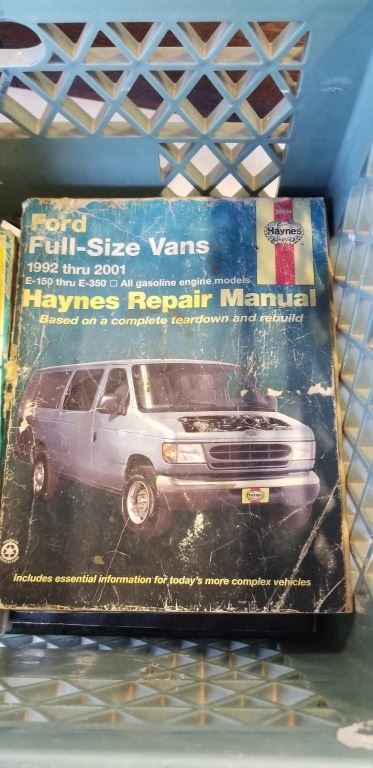 Haynes
Ford
Full-Size Vans
1992 thru 2001
E-150 thru E-350 □ All gasoline engine models
Haynes Repair Manual
Based on a complete teardown and rebuild
Haynes
Includes essential information for today's more complex vehicles